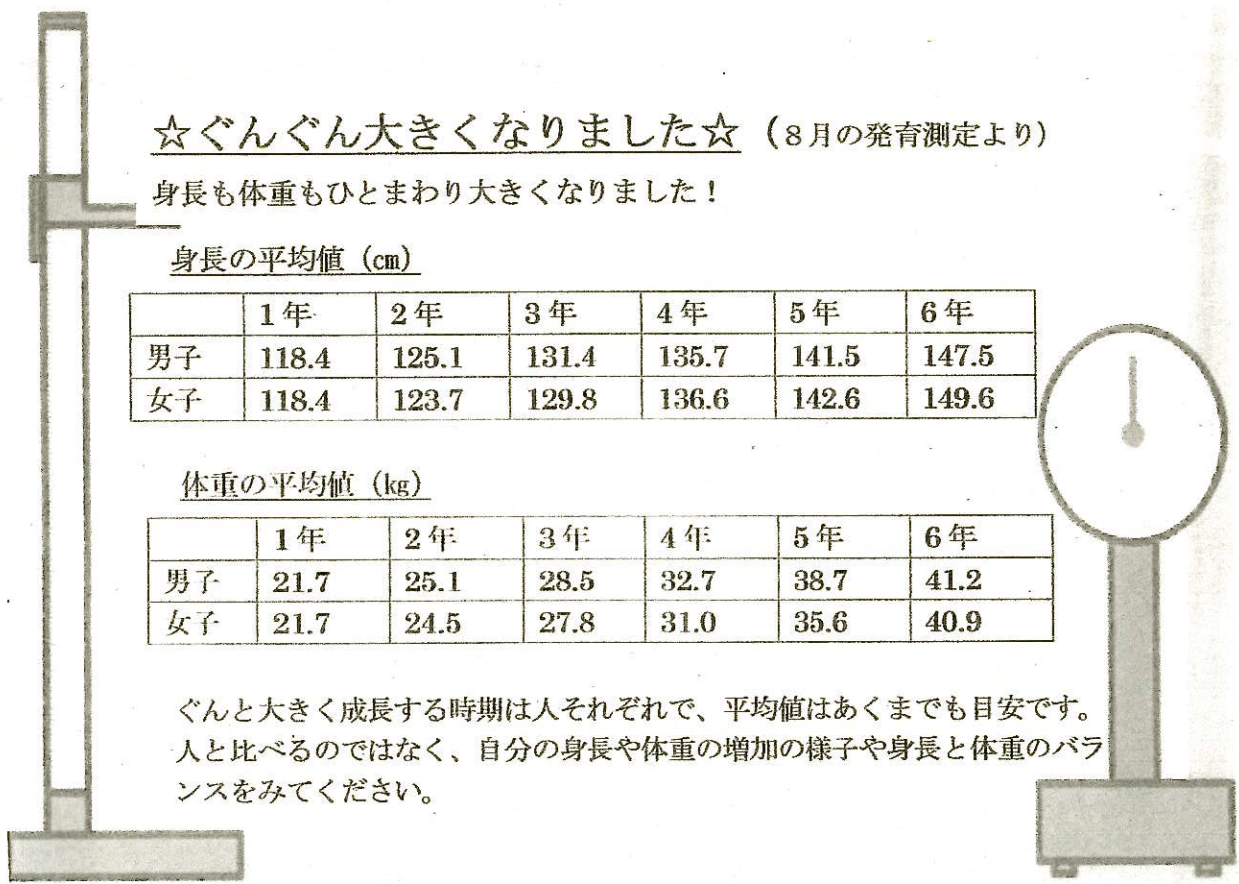 ☆ぐんぐん大きくなりました☆（８月の発育測定より）
身長も体重もひとまわり大きくなりました！
身長の平均値（㎝）
1年 2年 3年 4年 5年 6年
男子 118.4 125.1 131.4 135.7 141.5 147.5
女子 118.4 123.7 129.8 136.6 142.6 149.6
体重の平均値（㎏）
1年 2年 3年 4年 5年 6年
男子 21.7 25.1 28.5 32.7 38.7 41.2
女子 21.7 24.5 27.8 31.0 35.6 40.9
ぐんと大きく成長する時期は人それぞれで、平均値はあくまでも目安です。
人と比べるのではなく、自分の身長や体重の増加の様子や身長と体重のバラ
ンスをみてください。